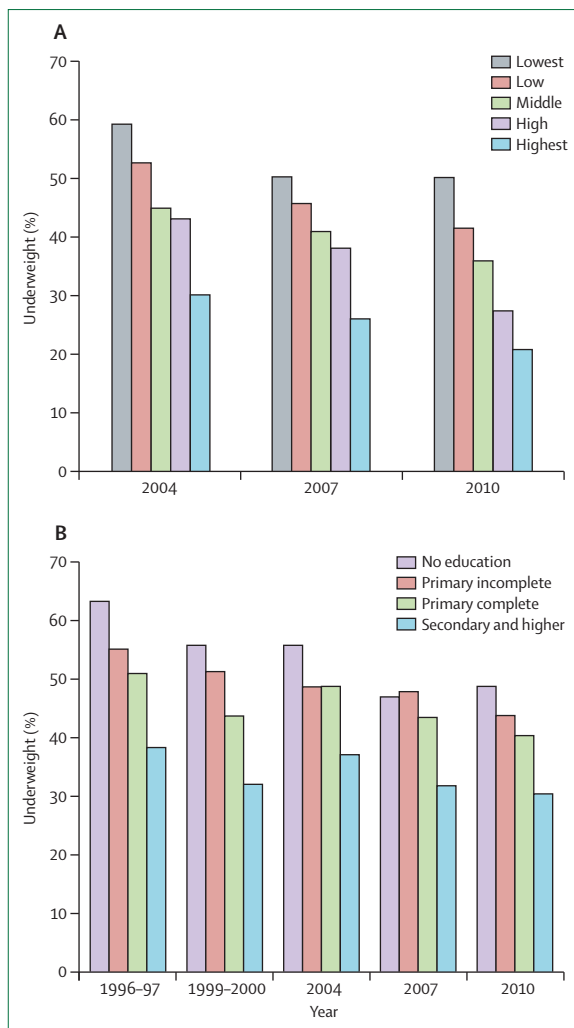 A
70
60
50
40
30
20
10
0
Underweight (%)
Lowest
Low
Middle
High
Highest
2004 2007 2010
B
70
60
50
40
30
20
10
0
Underweight (%)
No education
Primary incomplete
Primary complete
Secondary and higher
1996–97 1999–2000 2004 2007 2010
Year